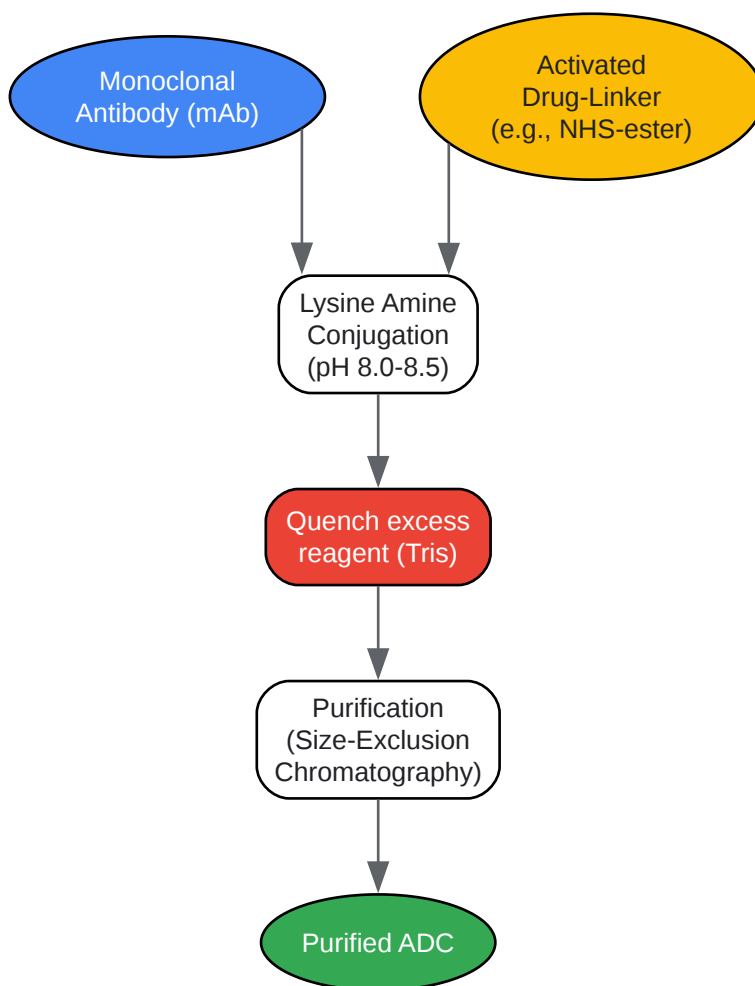 Monoclonal
Antibody (mAb)
Activated
Drug-Linker
(e.g., NHS-ester)
Lysine Amine
Conjugation
(pH 8.0-8.5)
Quench excess
reagent (Tris)
Purification
(Size-Exclusion
Chromatography)
Purified ADC